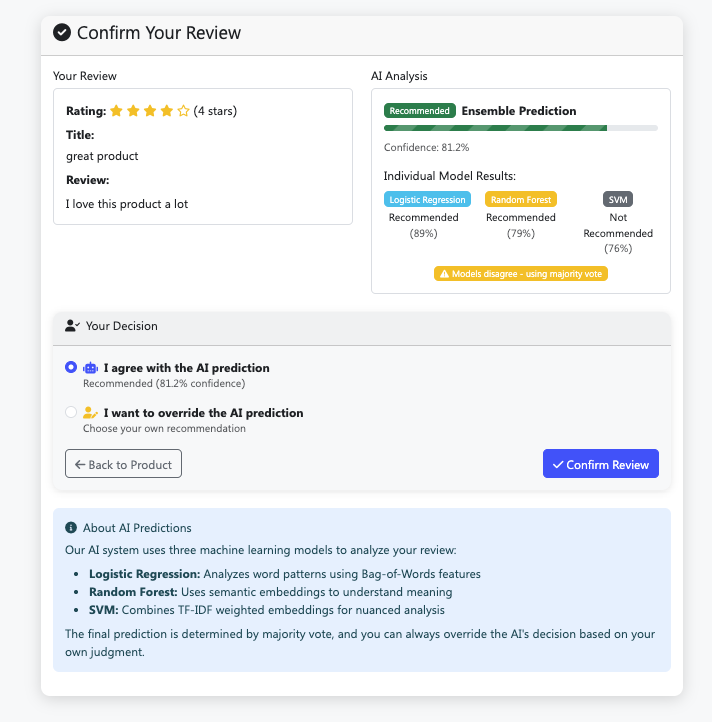 Confirm Your Review
Your Review
Rating: (4 stars)
Title:
great product
Review:
I love this product a lot
AI Analysis
Recommended Ensemble Prediction
Confidence: 81.2%
Individual Model Results:
Logistic Regression
Recommended
(89%)
Random Forest
Recommended
(79%)
SVM
Not
Recommended
(76%)
Models disagree - using majority vote
Your Decision
I agree with the AI prediction
Recommended (81.2% confidence)
I want to override the AI prediction
Choose your own recommendation
Back to Product
Confirm Review
About AI Predictions
Our AI system uses three machine learning models to analyze your review:
• Logistic Regression: Analyzes word patterns using Bag-of-Words features
• Random Forest: Uses semantic embeddings to understand meaning
• SVM: Combines TF-IDF weighted embeddings for nuanced analysis
The final prediction is determined by majority vote, and you can always override the AI's decision based on your
own judgment.